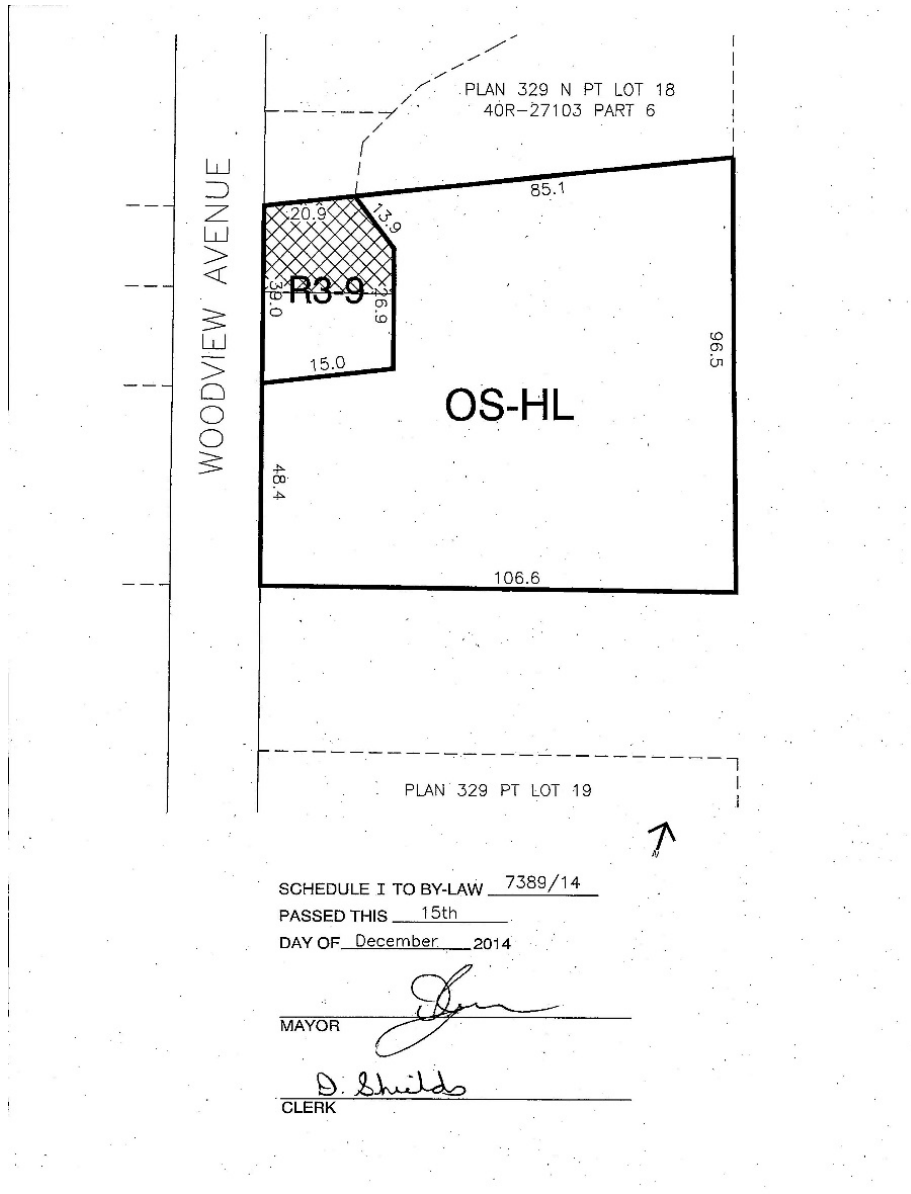 PLAN 329 N PT LOT 18
40R-27103 PART 6
WOODVIEW AVENUE
85.1
20.9
13.9
R3-9
39.0
26.9
15.0
96.5
OS-HL
48.4
106.6
PLAN 329 PT LOT 19
N
SCHEDULE I TO BY-LAW 7389/14
PASSED THIS 15th
DAY OF December 2014
MAYOR
D. Shields
CLERK